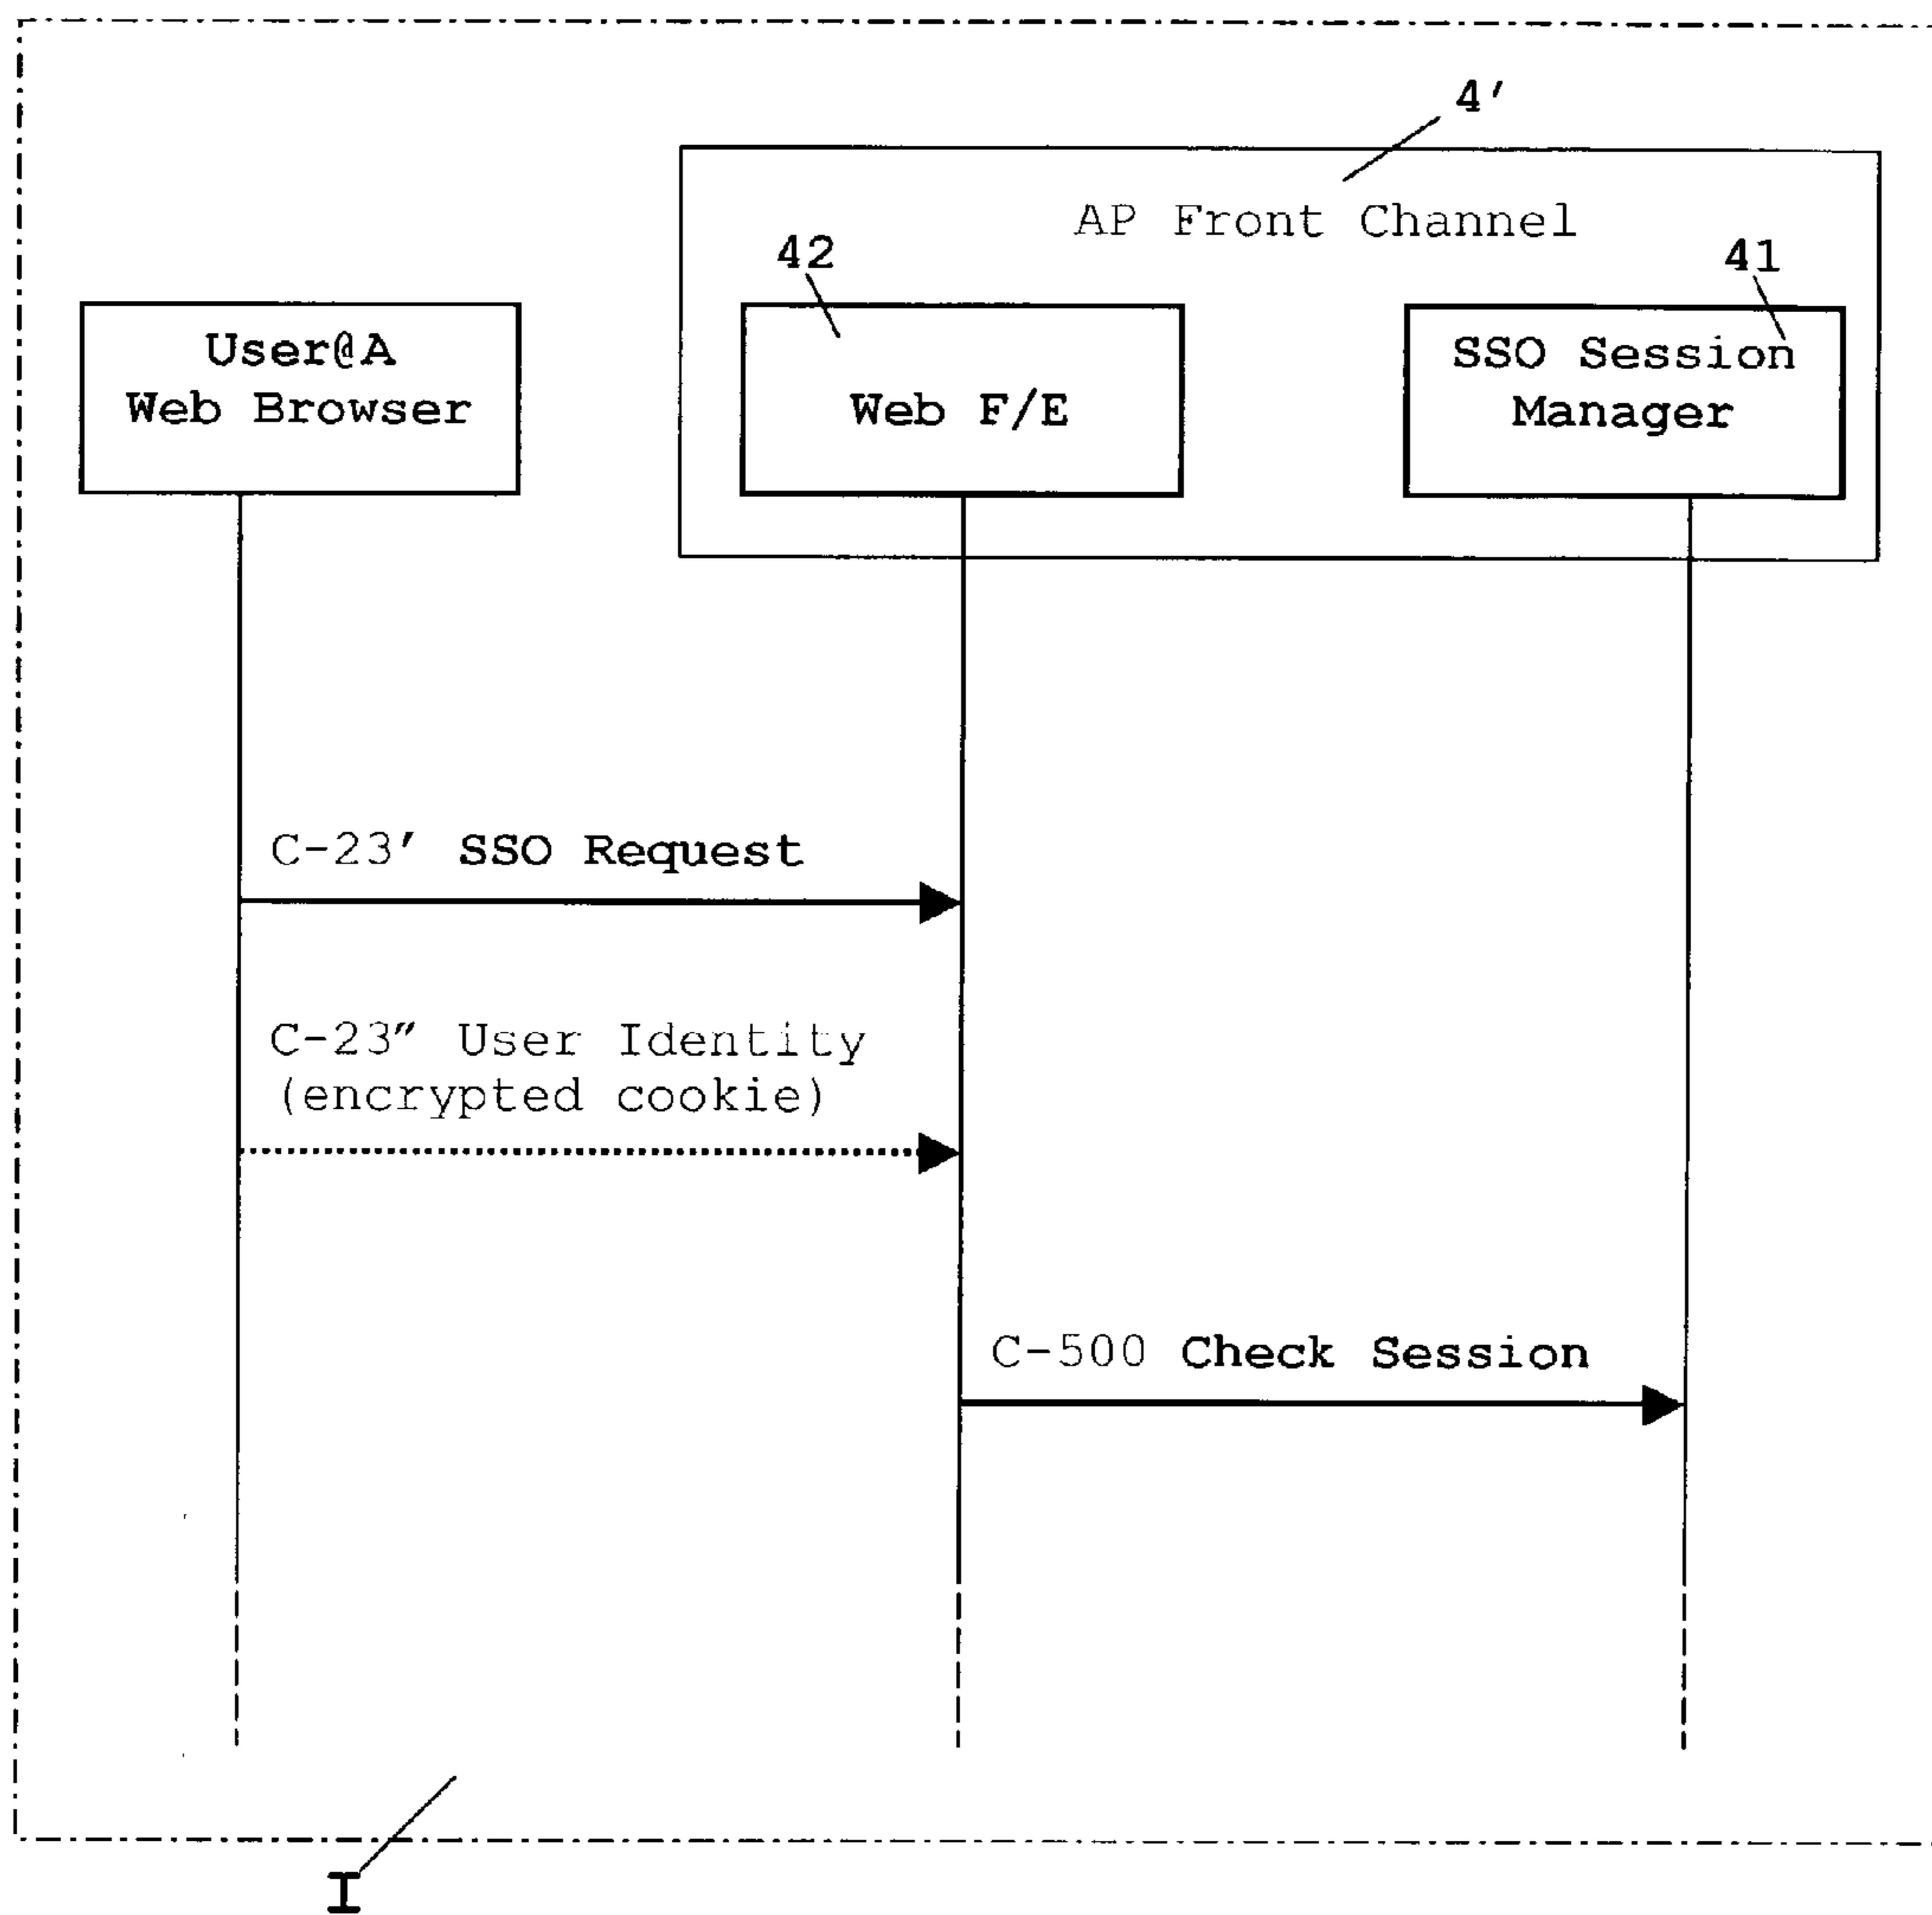 4'
AP Front Channel
42
41
User@A
Web Browser
Web F/E
SSO Session
Manager
C-23' SSO Request
C-23" User Identity
(encrypted cookie)
C-500 Check Session
I